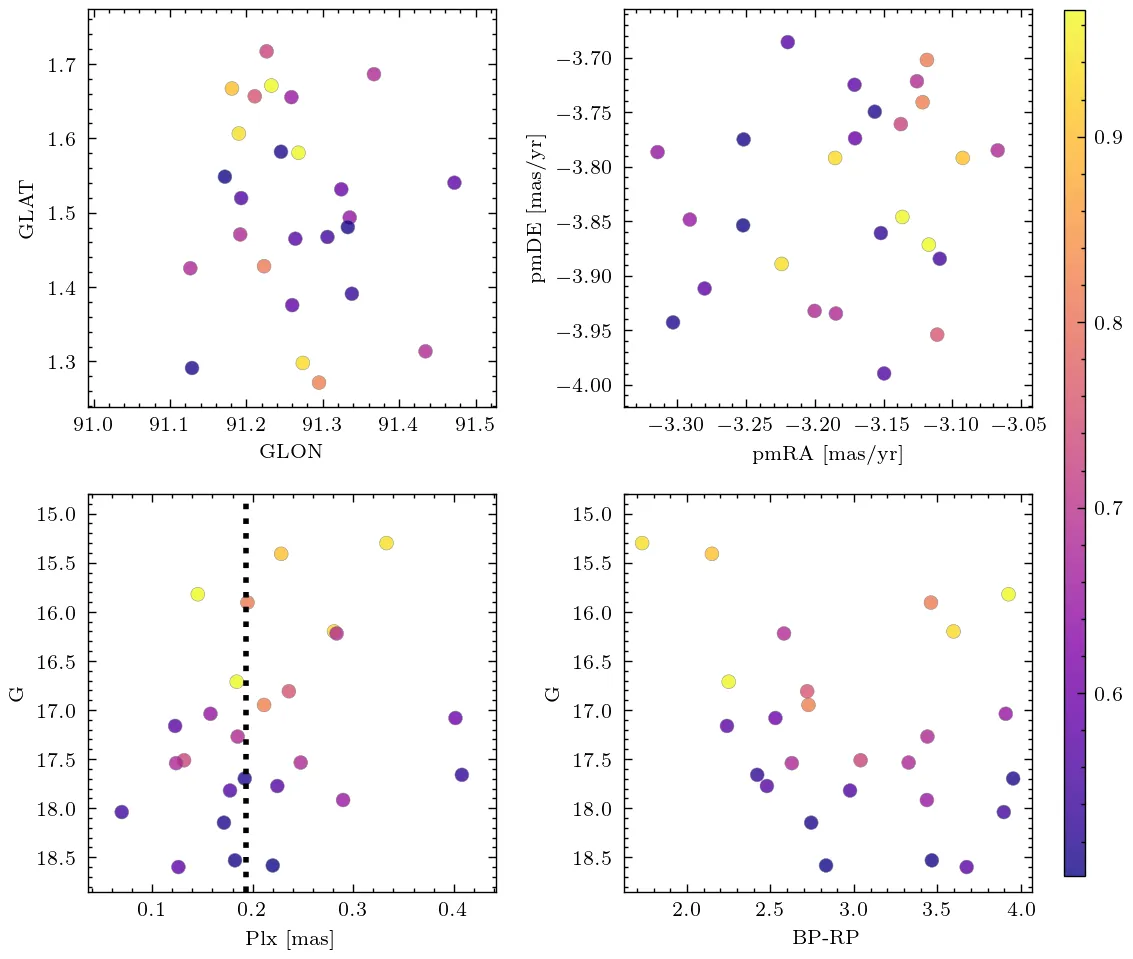 1.7
1.6
1.5
1.4
1.3
GLAT
91.0 91.1 91.2 91.3 91.4 91.5
GLON
−3.70
−3.75
−3.80
−3.85
−3.90
−3.95
−4.00
pmDE [mas/yr]
−3.30 −3.25 −3.20 −3.15 −3.10 −3.05
pmRA [mas/yr]
0.9
0.8
0.7
0.6
15.0
15.5
16.0
16.5
17.0
17.5
18.0
18.5
G
0.1 0.2 0.3 0.4
Plx [mas]
15.0
15.5
16.0
16.5
17.0
17.5
18.0
18.5
G
2.0 2.5 3.0 3.5 4.0
BP-RP